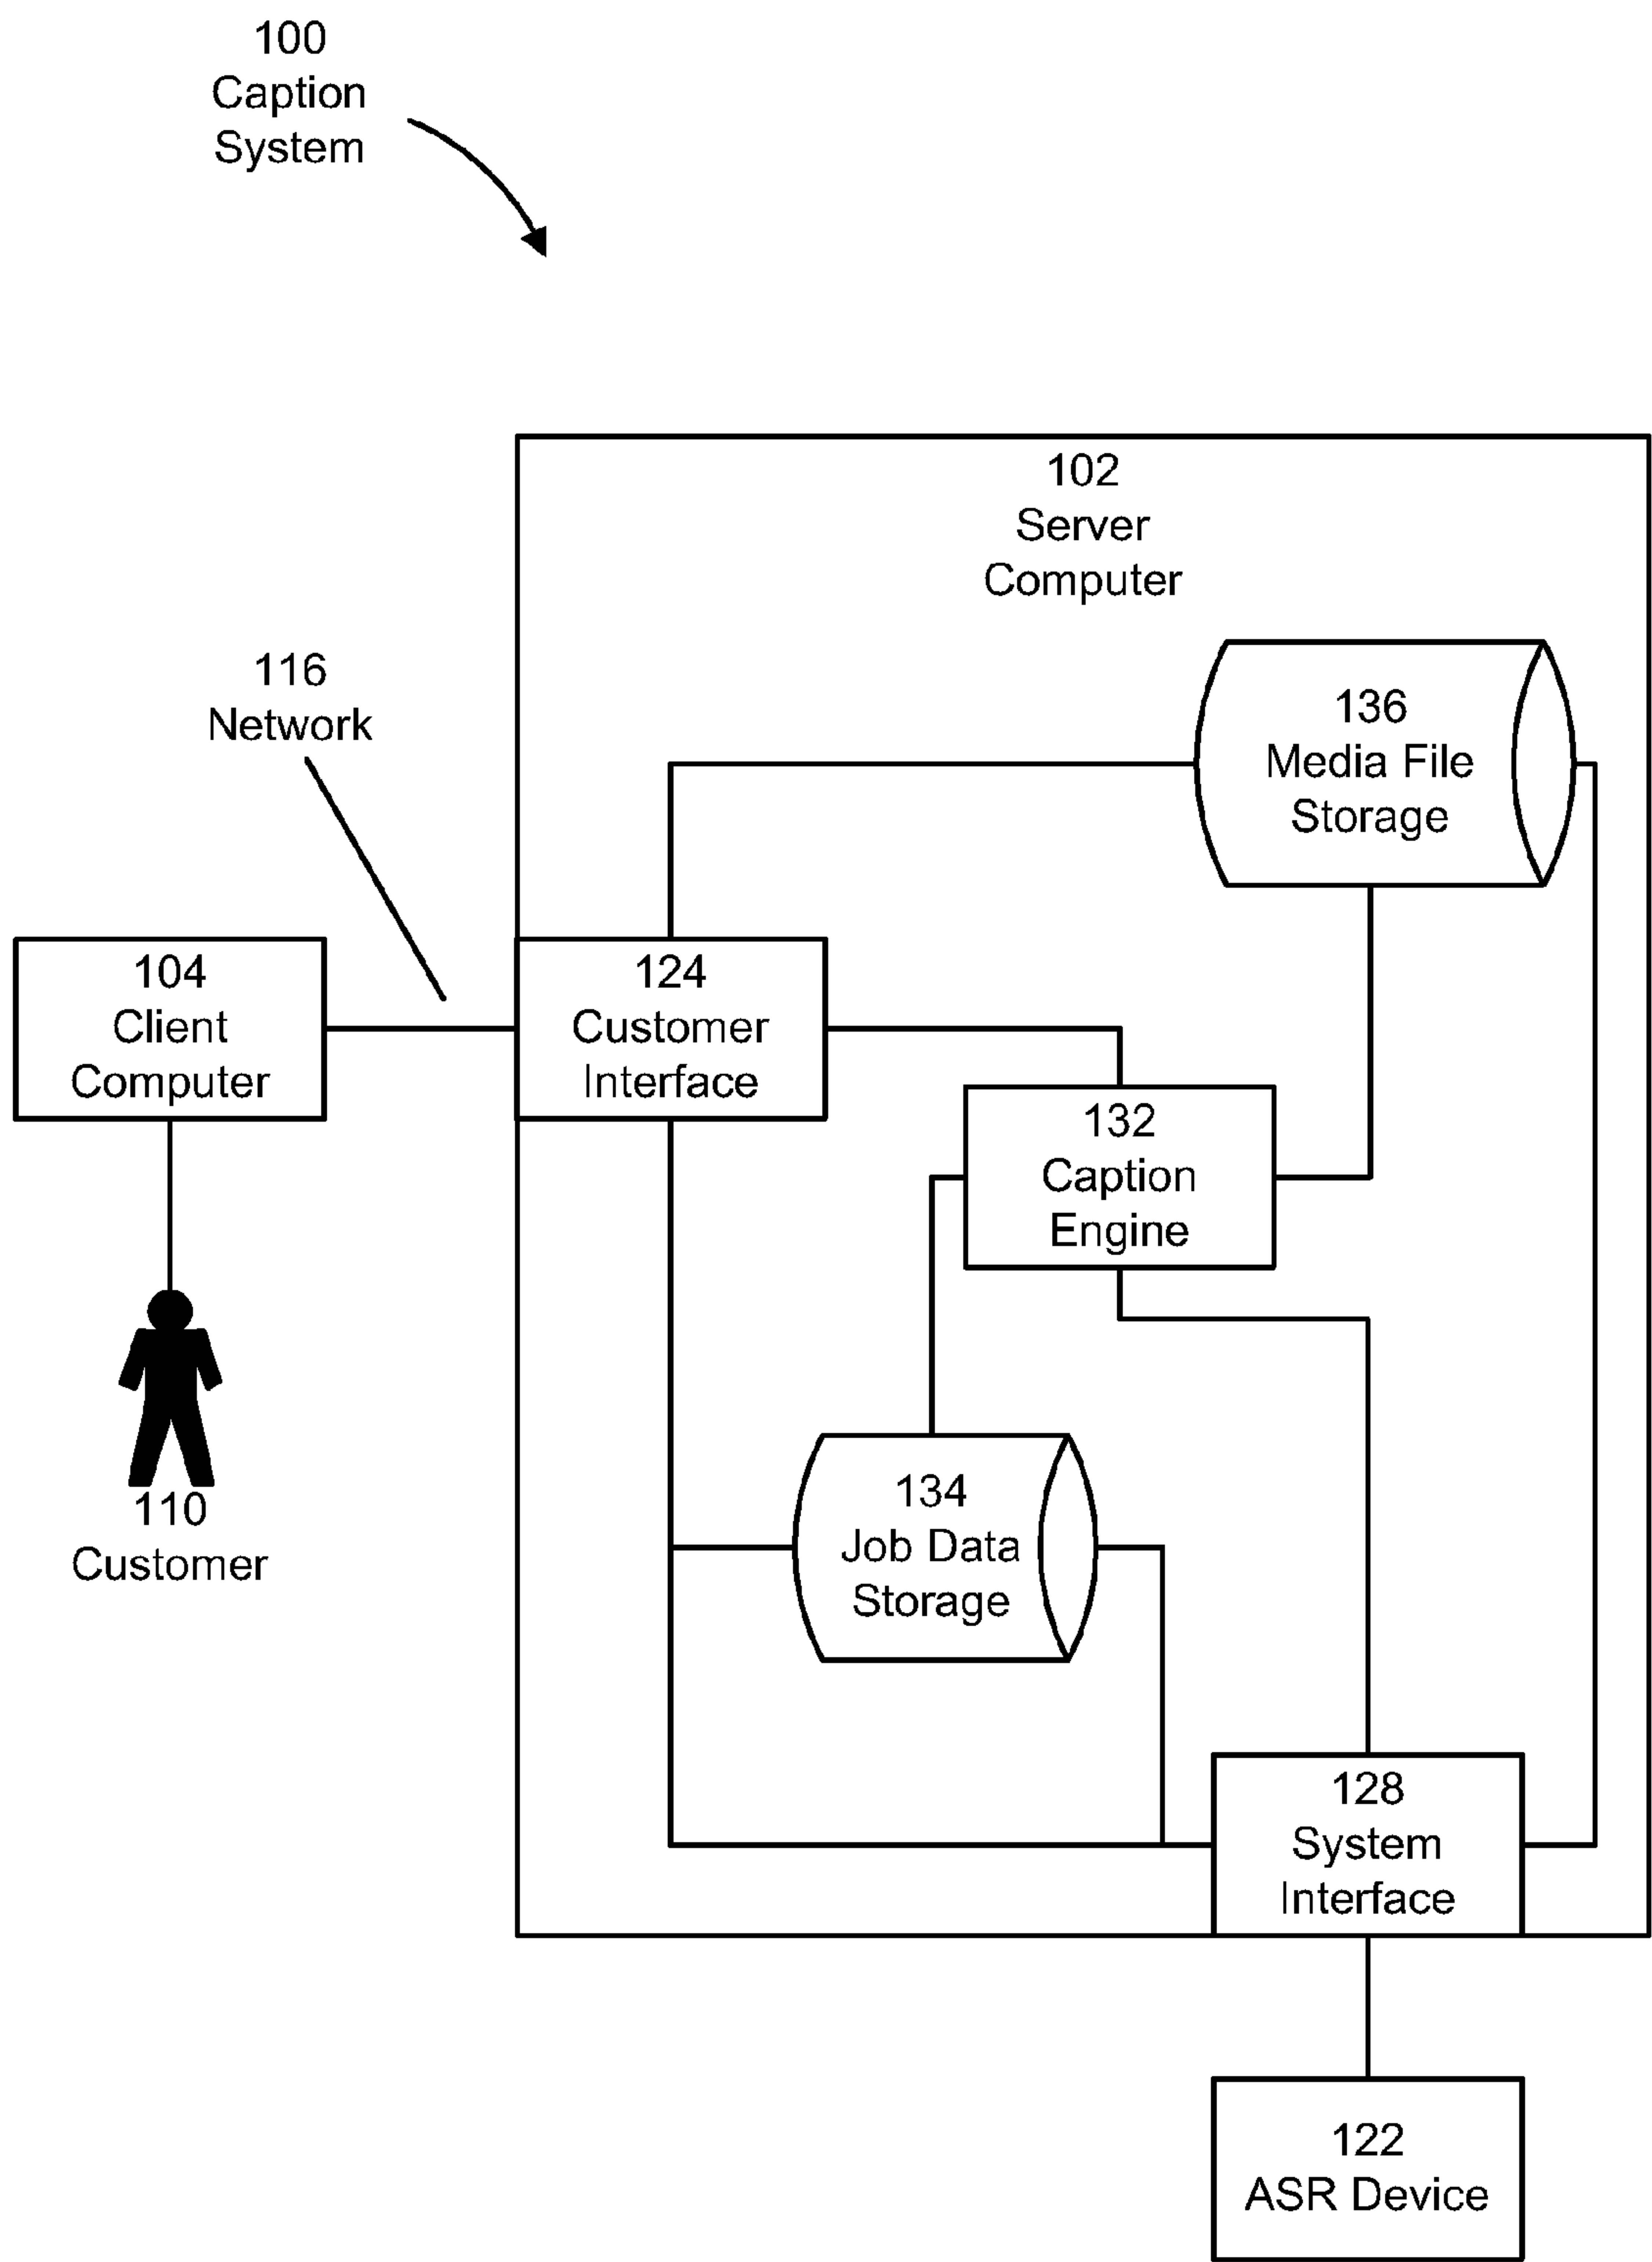 100
Caption
System
102
Server
Computer
116
Network
136
Media File
Storage
104
Client
Computer
124
Customer
Interface
132
Caption
Engine
110
Customer
134
Job Data
Storage
128
System
Interface
122
ASR Device